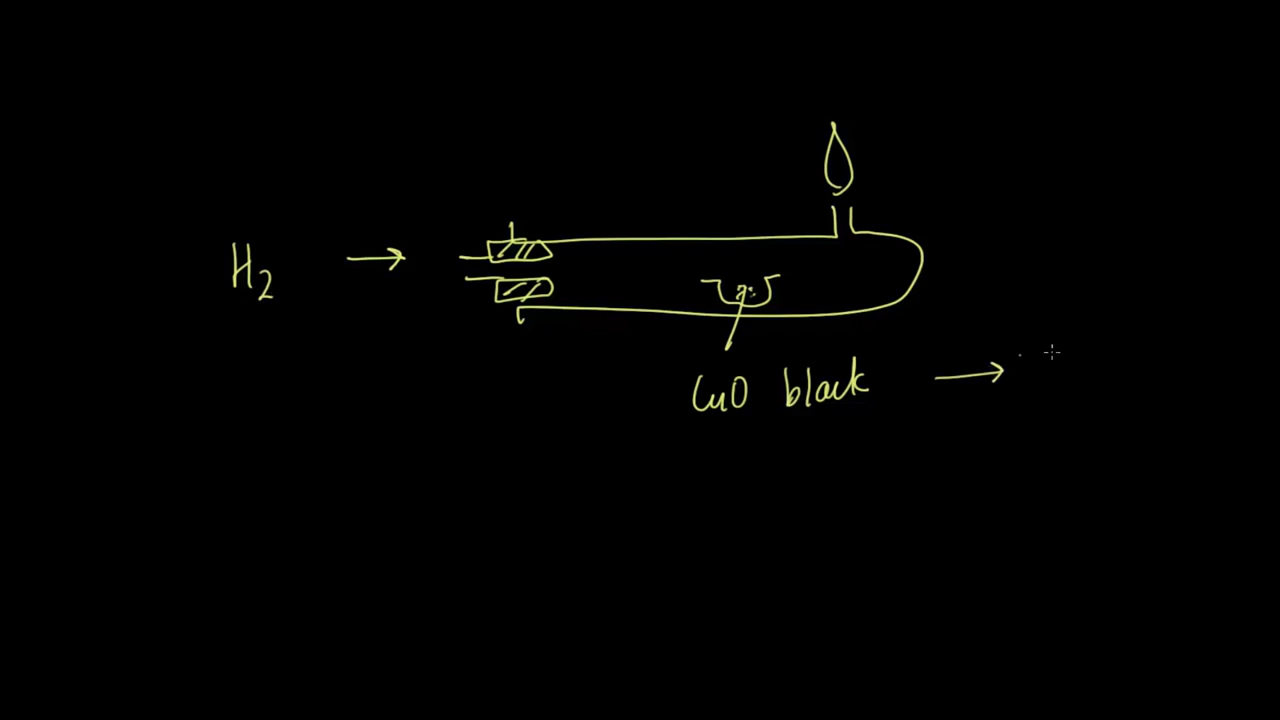 H2 →
CuO black →